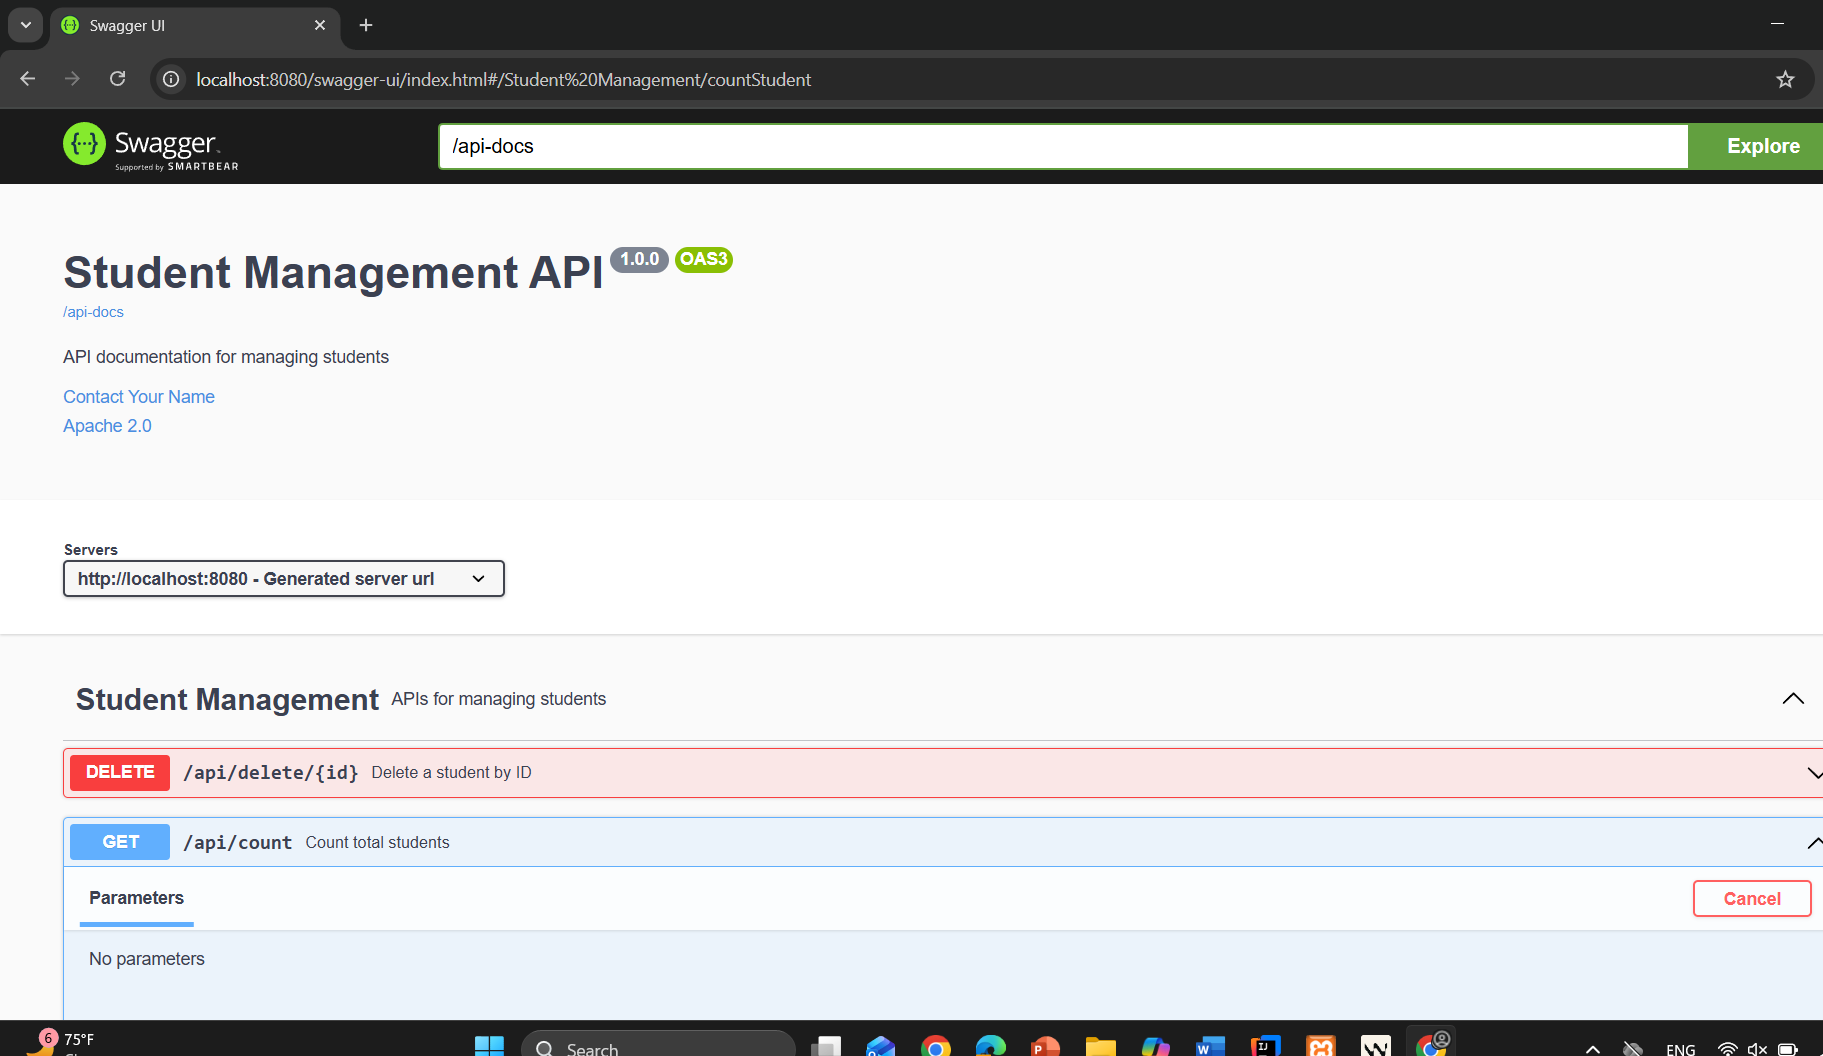 Swagger UI
localhost:8080/swagger-ui/index.html#/Student%20Management/countStudent
Swagger
Supported by SMARTBEAR
/api-docs
Explore
Student Management API 1.0.0 OAS3
/api-docs
API documentation for managing students
Contact Your Name
Apache 2.0
Servers
http://localhost:8080 - Generated server url
Student Management APIs for managing students
DELETE /api/delete/{id} Delete a student by ID
GET /api/count Count total students
Parameters
Cancel
No parameters
6
75°F
Search
ENG